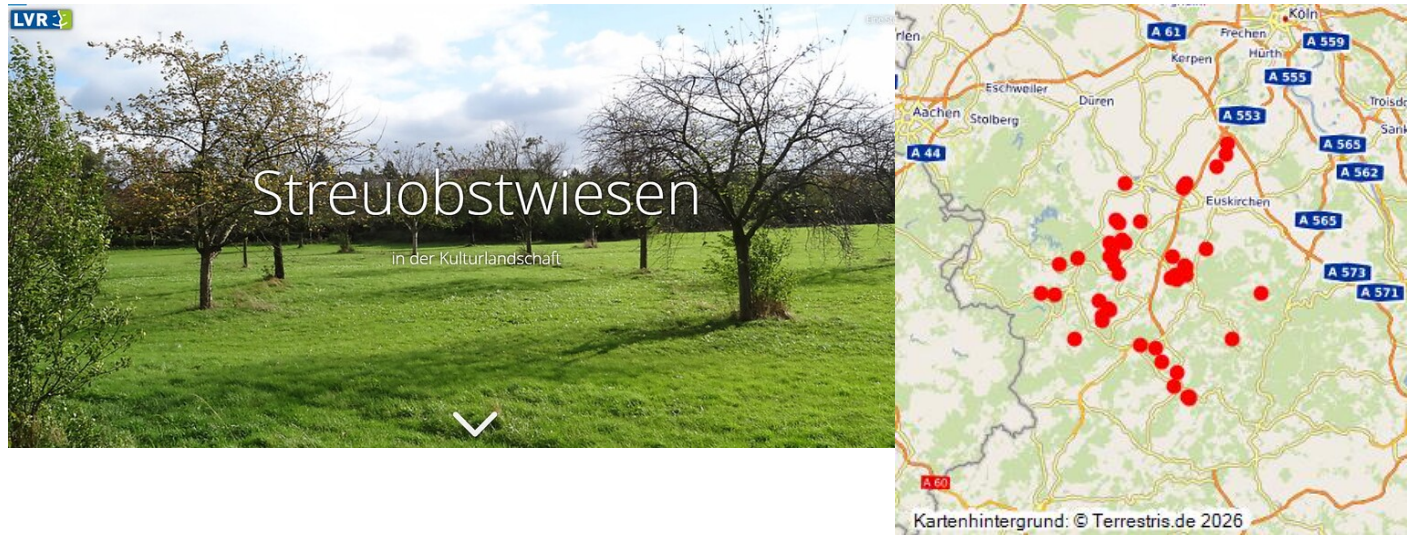 LVR
Streuobstwiesen
in der Kulturlandschaft
Köln
A 61
Frechen
A 559
Hürth
Kerpen
A 555
Eschweiler
Düren
Aachen
Stolberg
A 553
A 565
A 44
A 562
Euskirchen
A 565
A 573
A 571
A 60
Kartenhintergrund: © Terrestris.de 2026